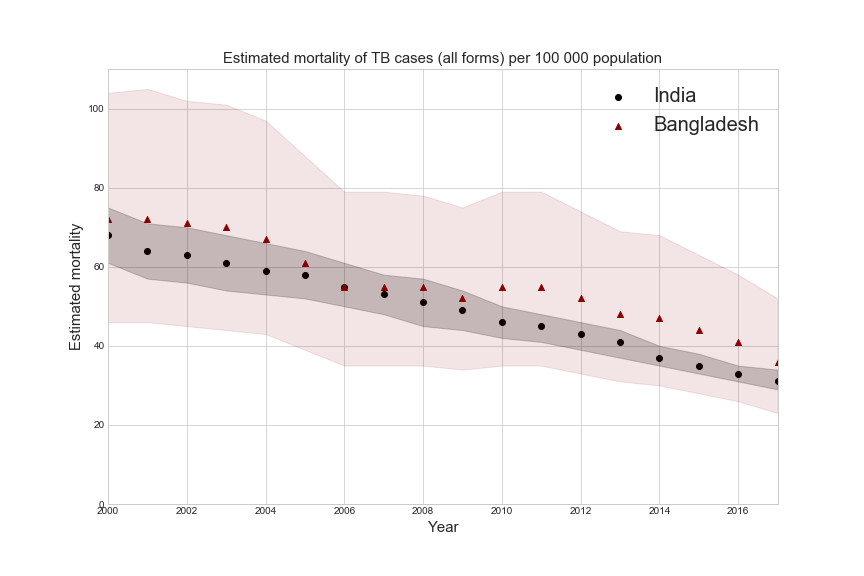 Estimated mortality of TB cases (all forms) per 100 000 population
India
Bangladesh
Estimated mortality
100
80
60
40
20
0
2000 2002 2004 2006 2008 2010 2012 2014 2016
Year